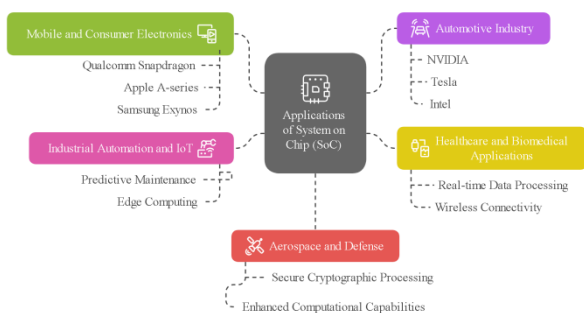 Mobile and Consumer Electronics
Qualcomm Snapdragon
Apple A-series
Samsung Exynos
Industrial Automation and IoT
Predictive Maintenance
Edge Computing
Applications
of System on
Chip (SoC)
Automotive Industry
NVIDIA
Tesla
Intel
Healthcare and Biomedical
Applications
Real-time Data Processing
Wireless Connectivity
Aerospace and Defense
Secure Cryptographic Processing
Enhanced Computational Capabilities